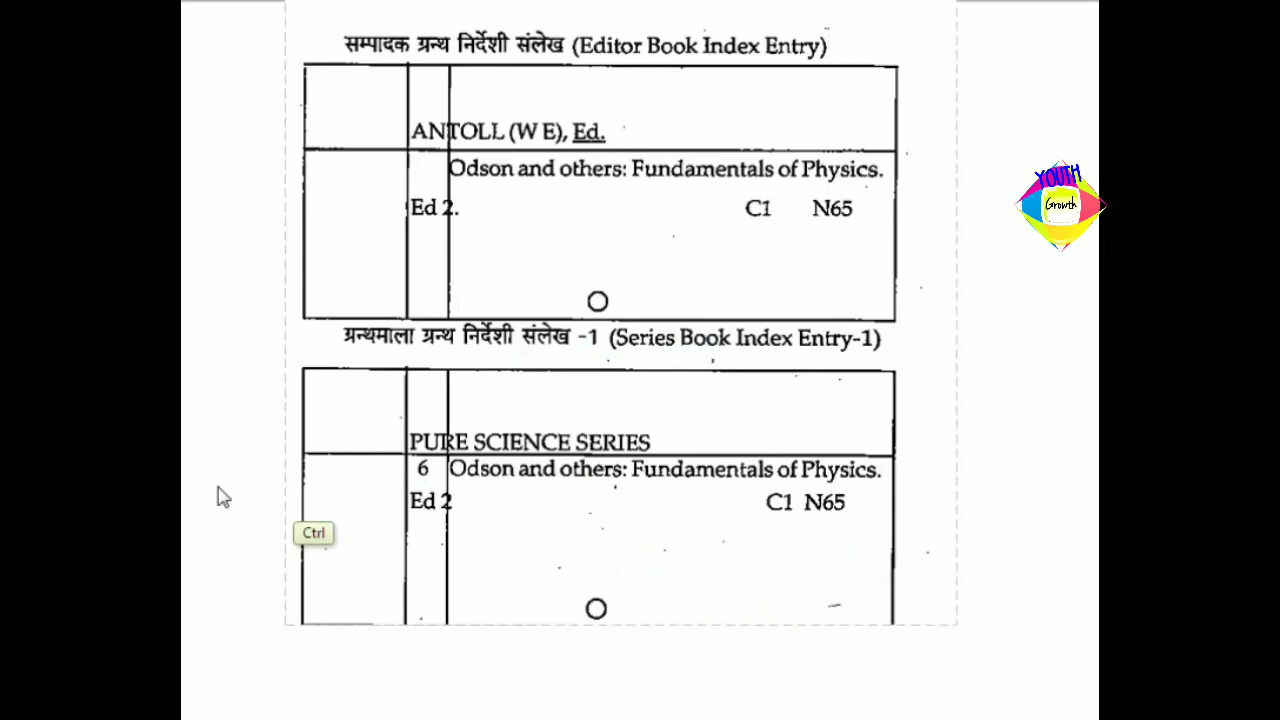 सम्पादक ग्रन्थ निर्देशी संलेख (Editor Book Index Entry)
ANTOLL (W E), Ed.
Odson and others: Fundamentals of Physics.
Ed 2. C1 N65
YOUTH
Growth
ग्रन्थमाला ग्रन्थ निर्देशी संलेख -1 (Series Book Index Entry-1)
PURE SCIENCE SERIES
6 Odson and others: Fundamentals of Physics.
Ed 2 C1 N65
Ctrl